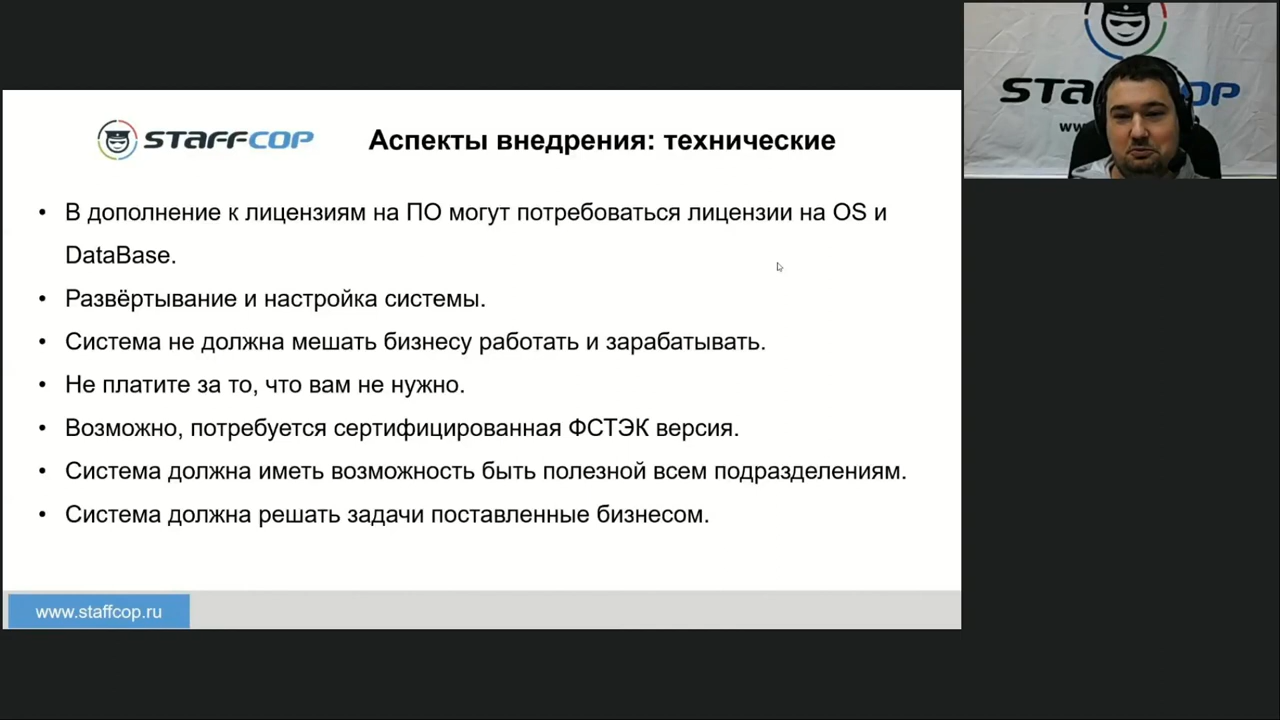 STAFFCOP
Аспекты внедрения: технические
• В дополнение к лицензиям на ПО могут потребоваться лицензии на OS и
DataBase.
• Развёртывание и настройка системы.
• Система не должна мешать бизнесу работать и зарабатывать.
• Не платите за то, что вам не нужно.
• Возможно, потребуется сертифицированная ФСТЭК версия.
• Система должна иметь возможность быть полезной всем подразделениям.
• Система должна решать задачи поставленные бизнесом.
www.staffcop.ru